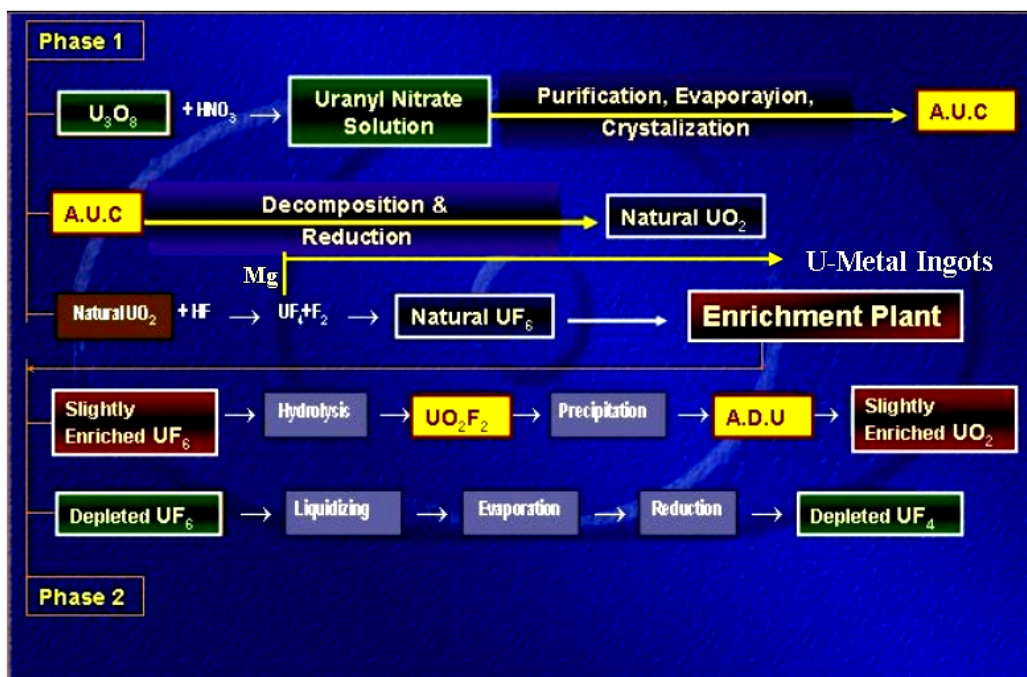 Phase 1
U₃O₈ + HNO₃ → Uranyl Nitrate
Solution
Purification, Evaporayion,
Crystalization
A.U.C
A.U.C
Decomposition &
Reduction
Natural UO₂
Mg
U-Metal Ingots
Natural UO₂ + HF → UF₄+F₂ → Natural UF₆
Enrichment Plant
Slightly
Enriched UF₆
→ Hydrolysis → UO₂F₂ → Precipitation → A.D.U →
Slightly
Enriched UO₂
Depleted UF₆ → Liquidizing → Evaporation → Reduction → Depleted UF₄
Phase 2